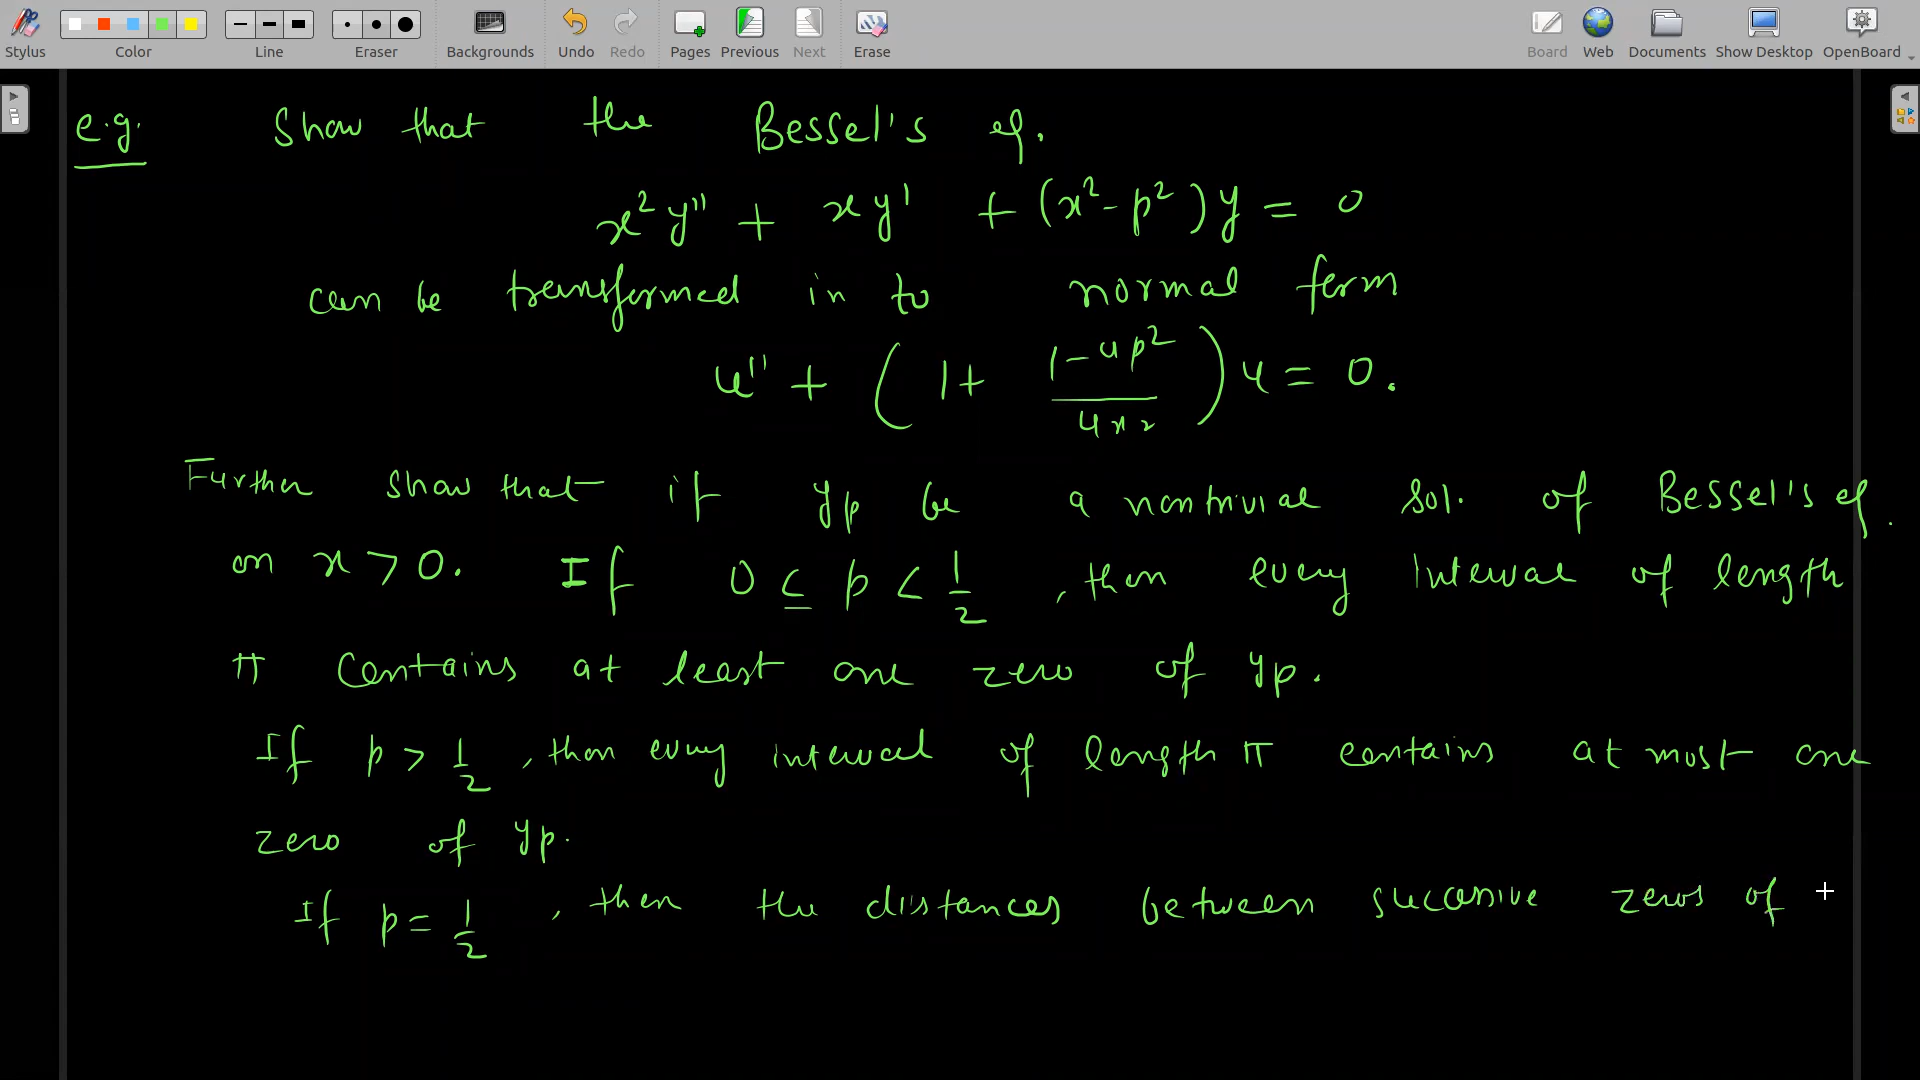 Stylus Color Line Eraser Backgrounds Undo Redo Pages Previous Next Erase Board Web Documents Show Desktop OpenBoard
e.g. Show that the Bessel's eq.
x² y'' + x y' + (x² - p²) y = 0
can be transformed in to normal form
u'' + ( 1 + (1 - 4p²) / (4x²) ) u = 0.
Further show that if yp be a nontrivial sol. of Bessel's eq.
on x > 0. If 0 ≤ p < 1/2, then every interval of length
π contains at least one zero of yp.
If p > 1/2, then every interval of length π contains at most one
zero of yp.
If p = 1/2, then the distances between successive zeros of